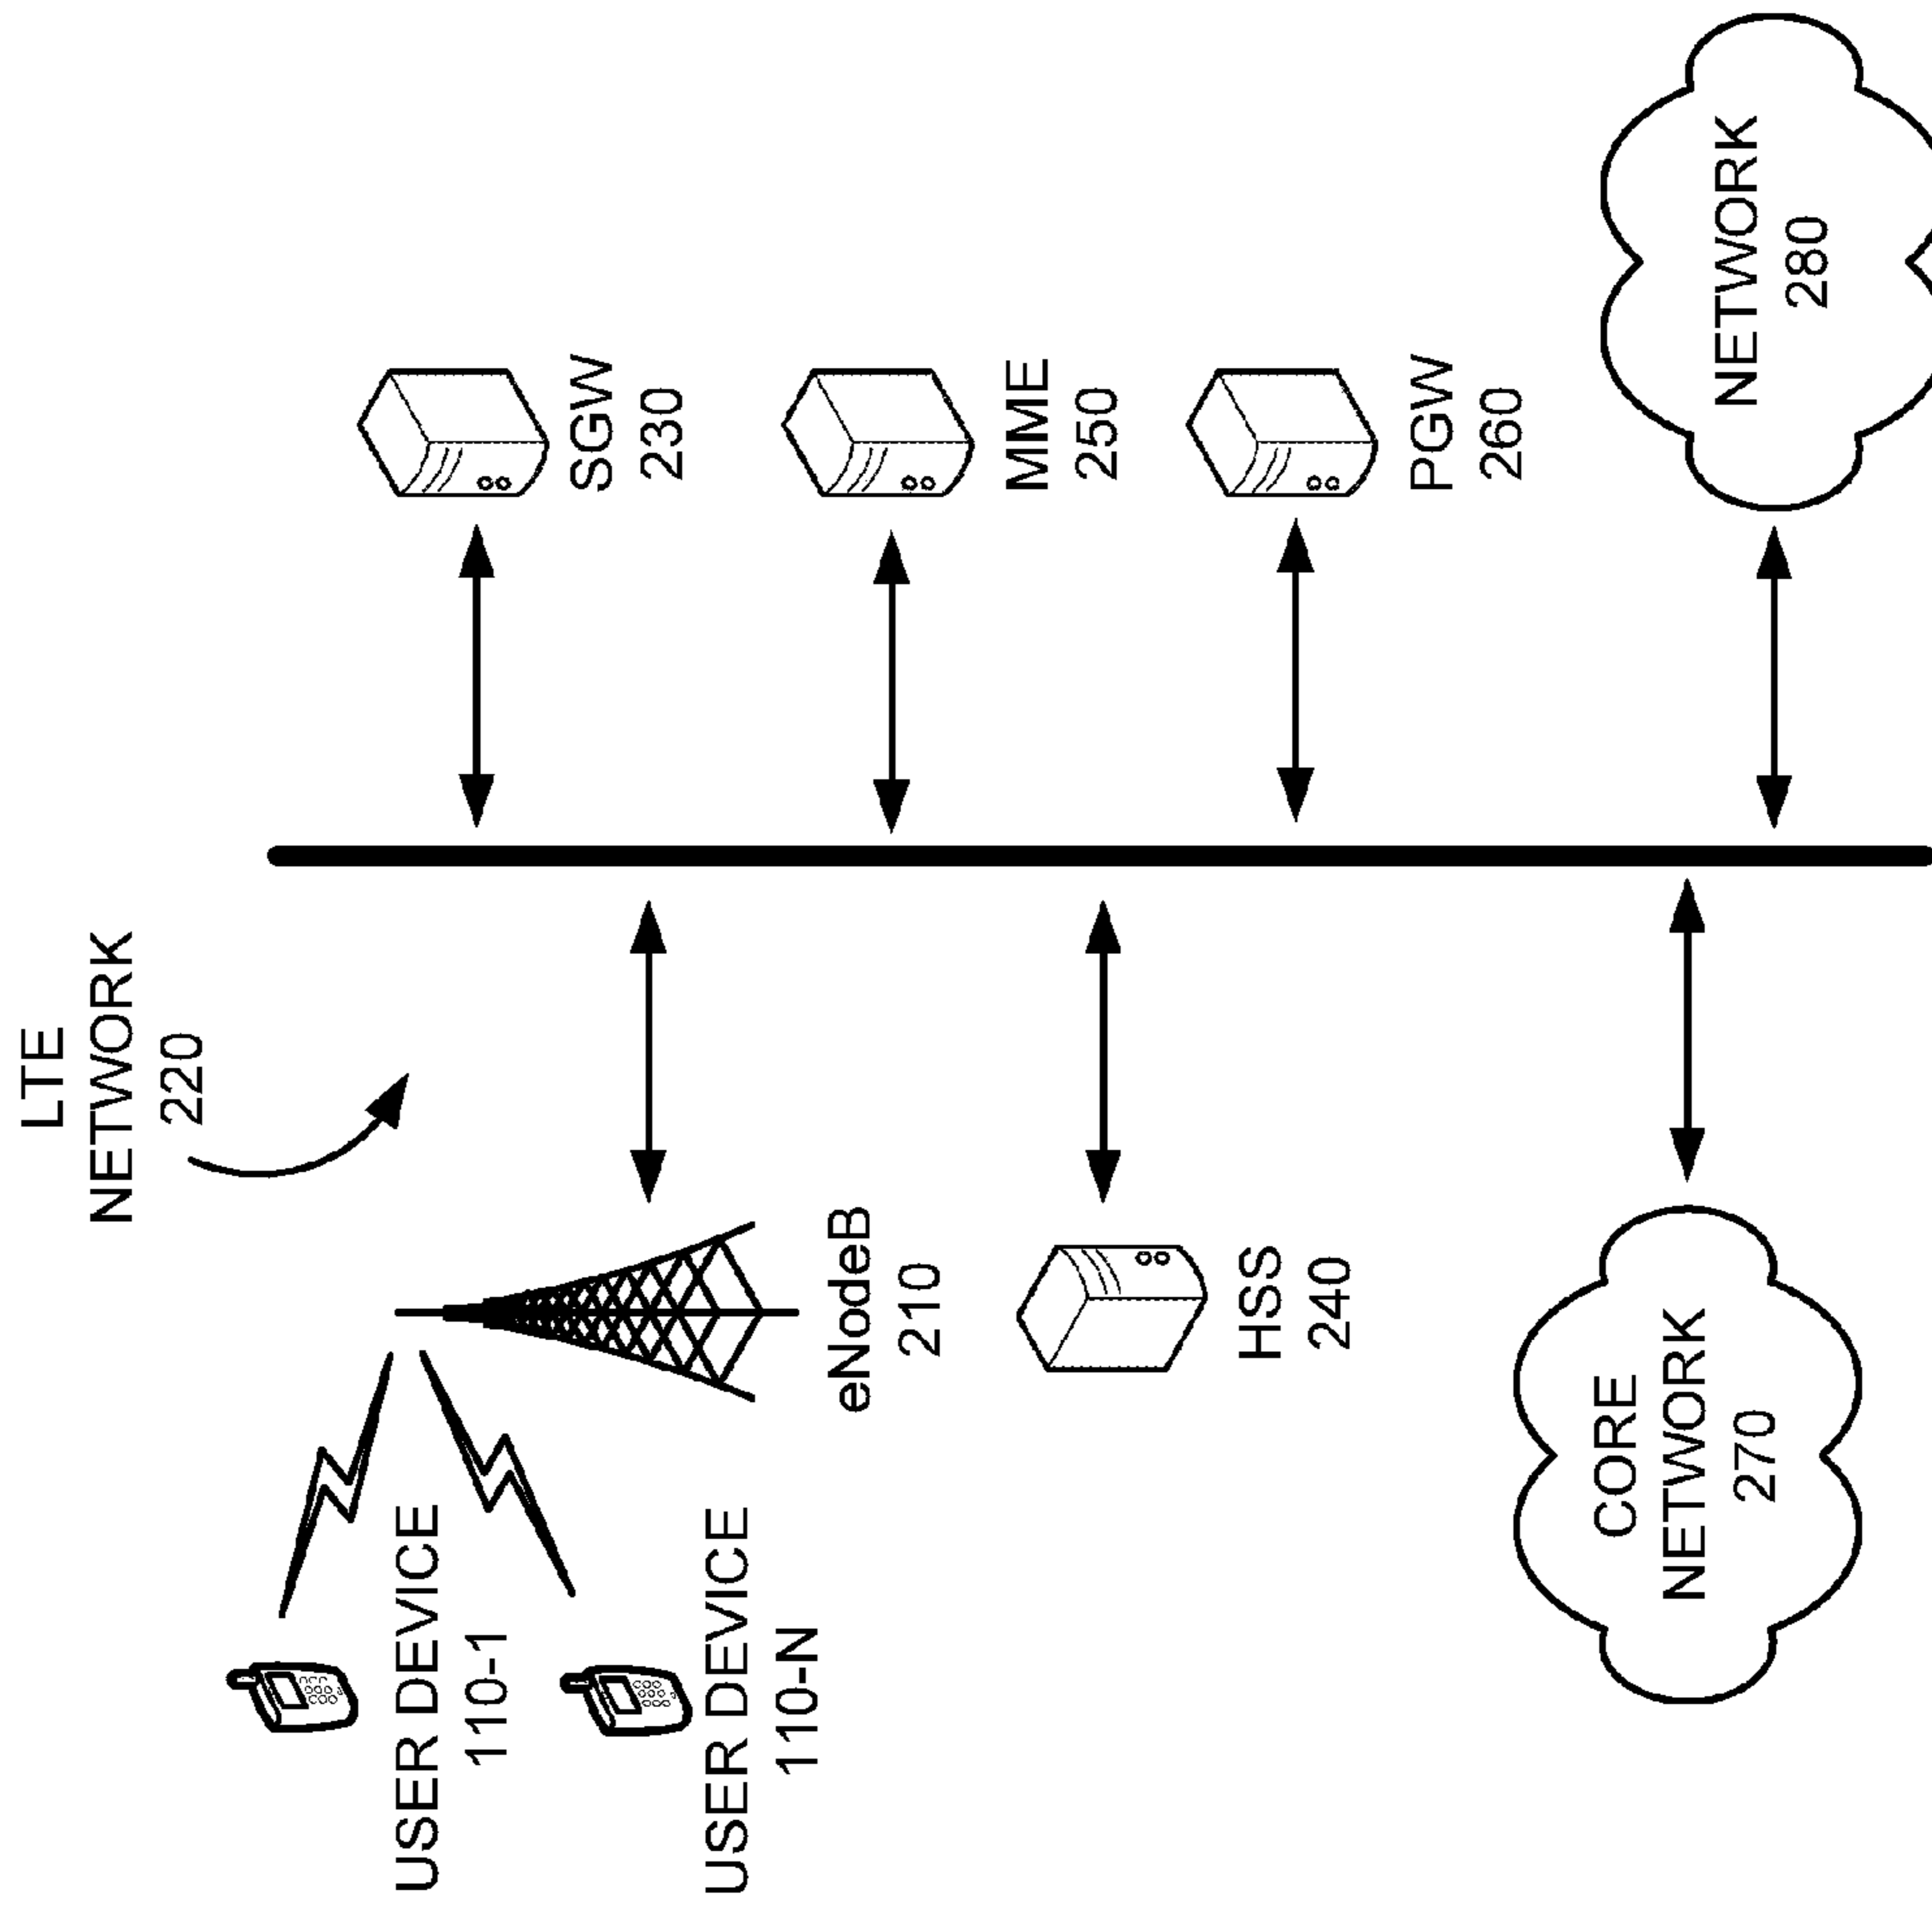 LTE
NETWORK
220
USER DEVICE
110-1
USER DEVICE
110-N
eNodeB
210
SGW
230
HSS
240
MME
250
PGW
260
CORE
NETWORK
270
NETWORK
280